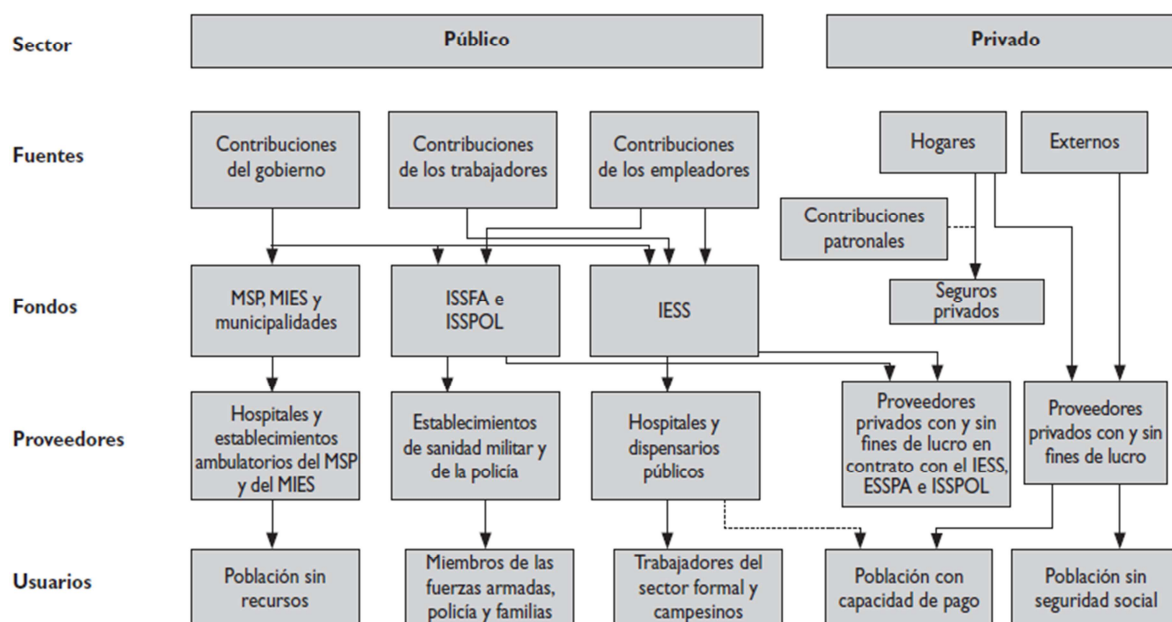 Sector
Público
Privado
Fuentes
Contribuciones
del gobierno
Contribuciones
de los trabajadores
Contribuciones
de los empleadores
Hogares
Externos
Contribuciones
patronales
Fondos
MSP, MIES y
municipalidades
ISSFA e
ISSPOL
IESS
Seguros
privados
Proveedores
Hospitales y
establecimientos
ambulatorios del MSP
y del MIES
Establecimientos
de sanidad militar y
de la policía
Hospitales y
dispensarios
públicos
Proveedores
privados con y sin
fines de lucro en
contrato con el IESS,
ESSPA e ISSPOL
Proveedores
privados con y sin
fines de lucro
Usuarios
Población sin
recursos
Miembros de las
fuerzas armadas,
policía y familias
Trabajadores del
sector formal y
campesinos
Población con
capacidad de pago
Población sin
seguridad social